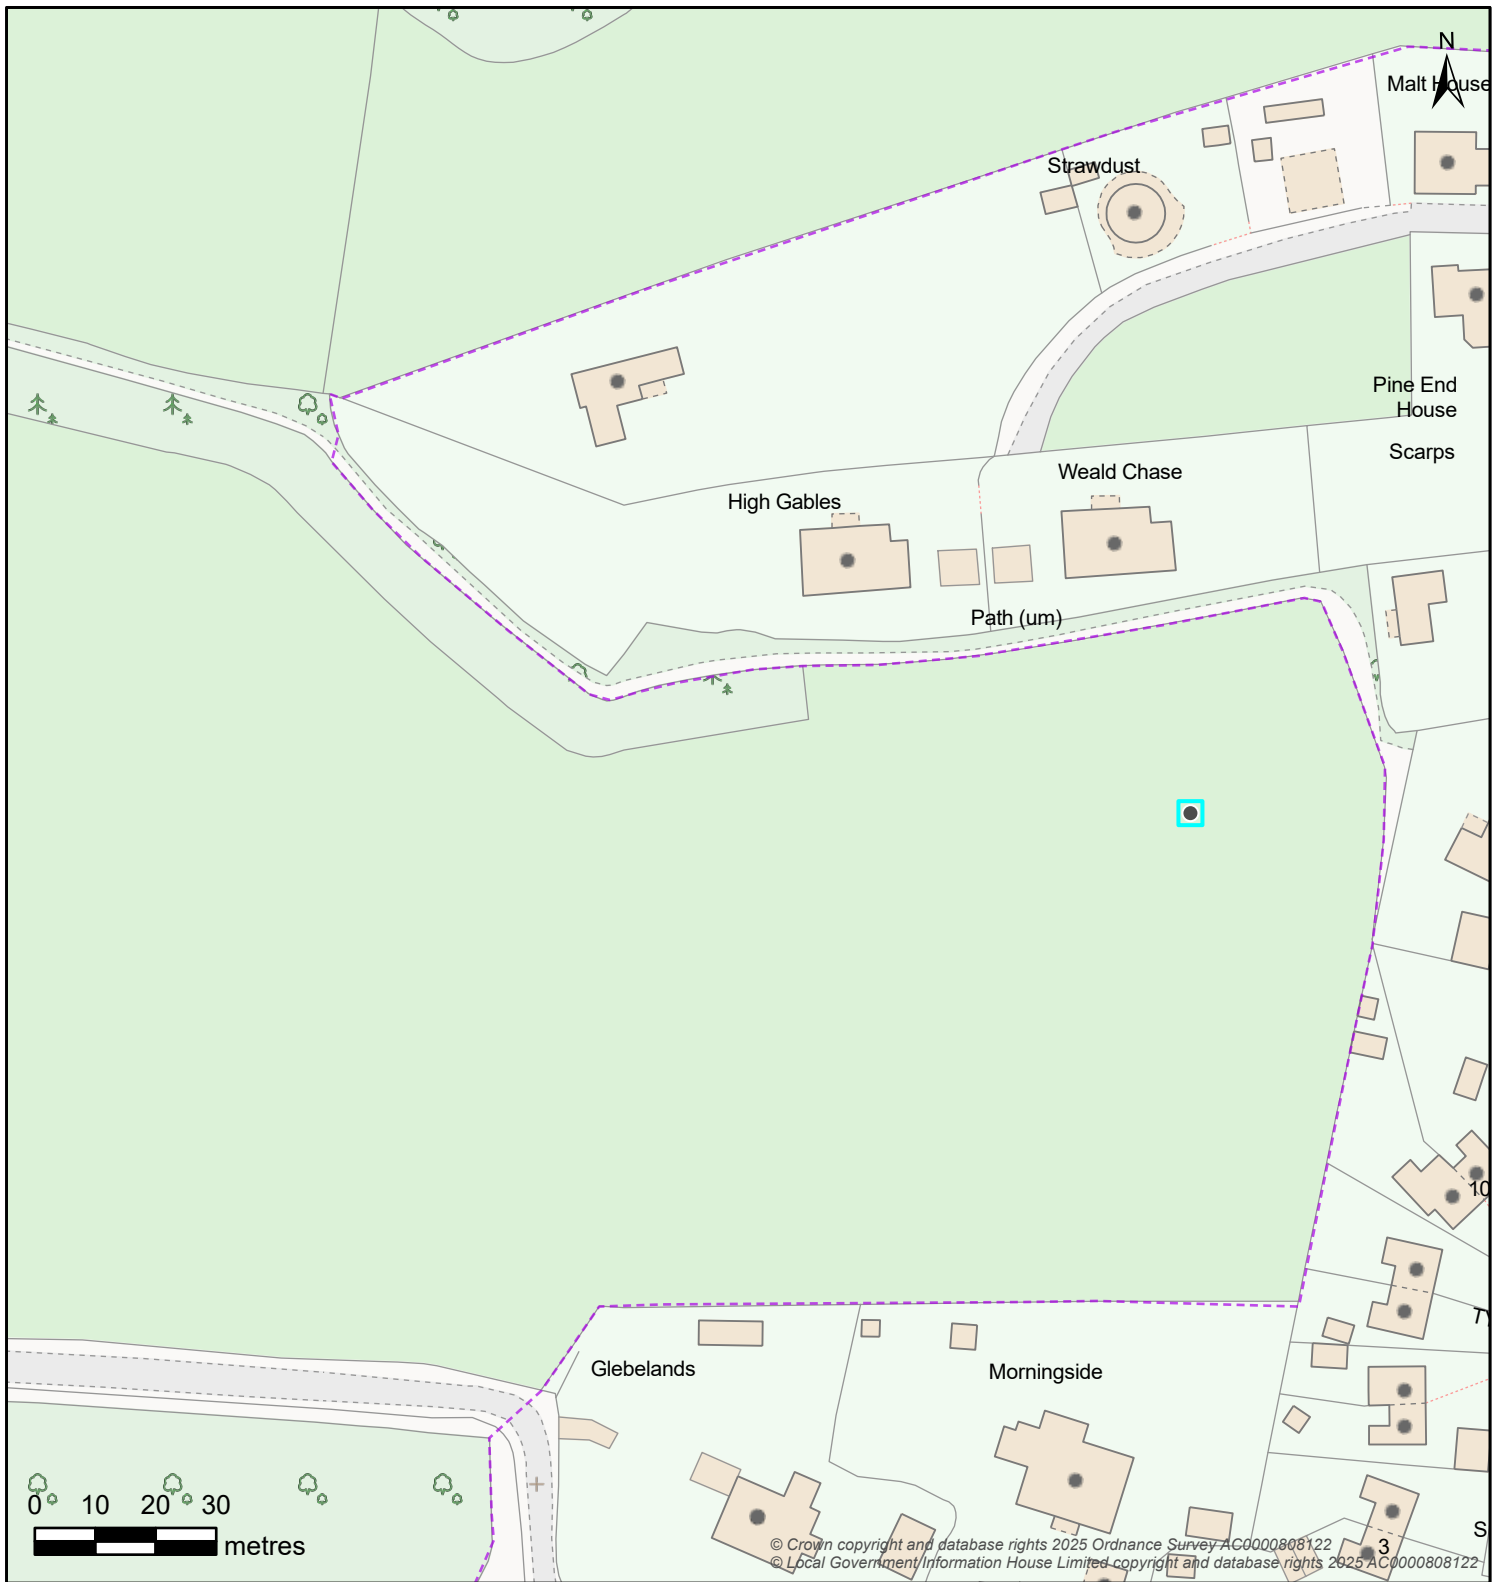 N
Malt House
Strawdust
Pine End
House
Scarps
Weald Chase
High Gables
Path (um)
10
Glebelands
Morningside
0 10 20 30
metres
3
© Crown copyright and database rights 2025 Ordnance Survey AC0000808122
© Local Government Information House Limited copyright and database rights 2025 AC0000808122